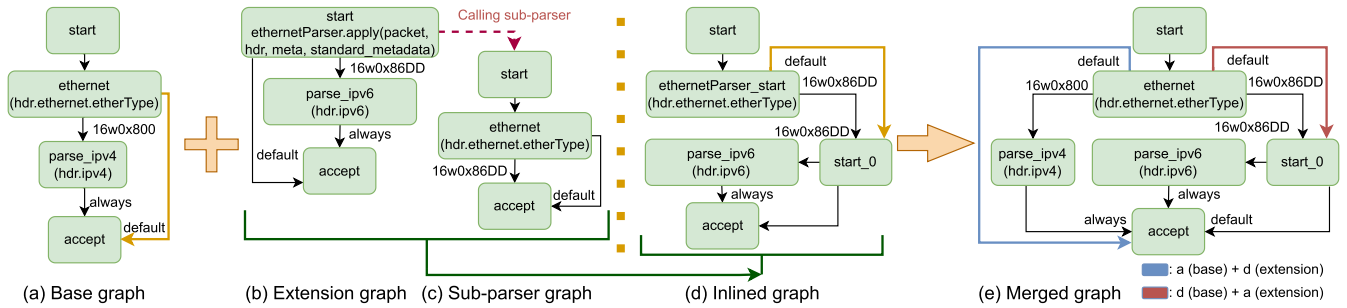 start
ethernet
(hdr.ethernet.etherType)
16w0x800
parse_ipv4
(hdr.ipv4)
always
default
accept
(a) Base graph
start
ethernetParser.apply(packet,
hdr, meta, standard_metadata)
16w0x86DD
parse_ipv6
(hdr.ipv6)
always
default
accept
(b) Extension graph
Calling sub-parser
start
ethernet
(hdr.ethernet.etherType)
16w0x86DD
default
accept
(c) Sub-parser graph
start
default
ethernetParser_start
(hdr.ethernet.etherType)
16w0x86DD
16w0x86DD
parse_ipv6
(hdr.ipv6)
start_0
always
accept
(d) Inlined graph
start
default
default
16w0x800
ethernet
(hdr.ethernet.etherType)
16w0x86DD
16w0x86DD
parse_ipv4
(hdr.ipv4)
parse_ipv6
(hdr.ipv6)
start_0
always
always
default
accept
(e) Merged graph
: a (base) + d (extension)
: d (base) + a (extension)